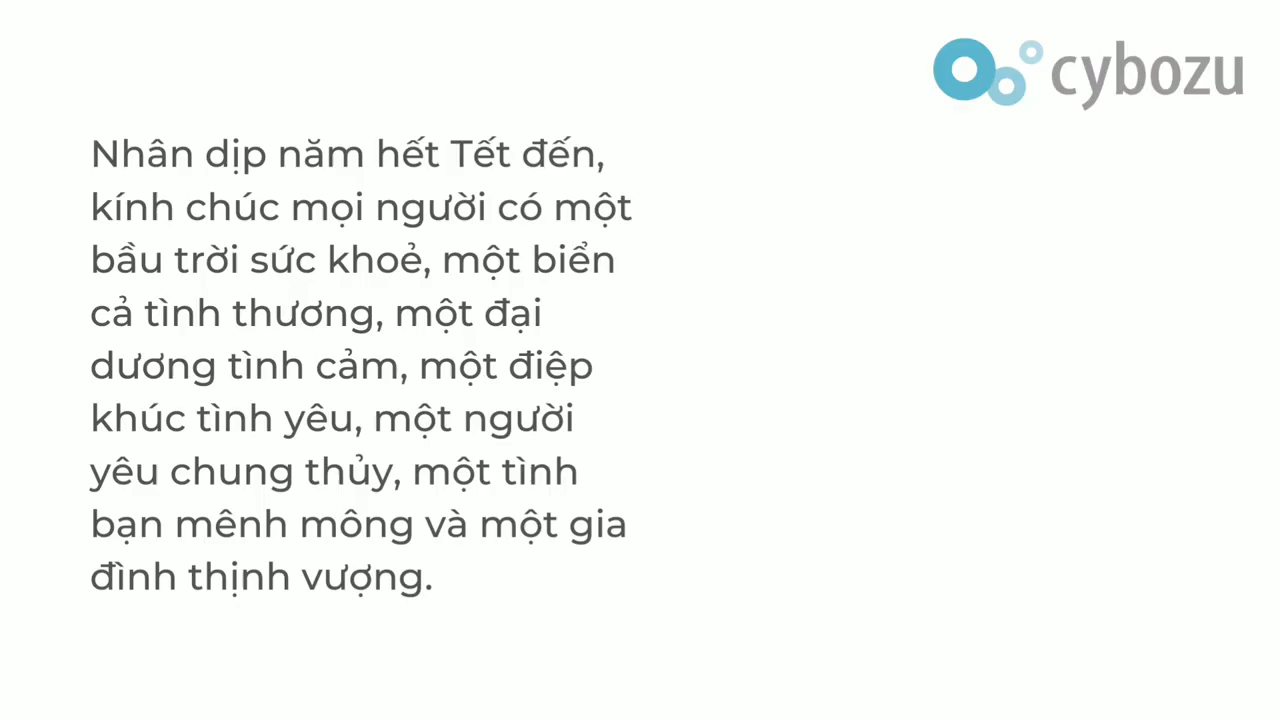 cybozu
Nhân dịp năm hết Tết đến,
kính chúc mọi người có một
bầu trời sức khoẻ, một biển
cả tình thương, một đại
dương tình cảm, một điệp
khúc tình yêu, một người
yêu chung thủy, một tình
bạn mênh mông và một gia
đình thịnh vượng.